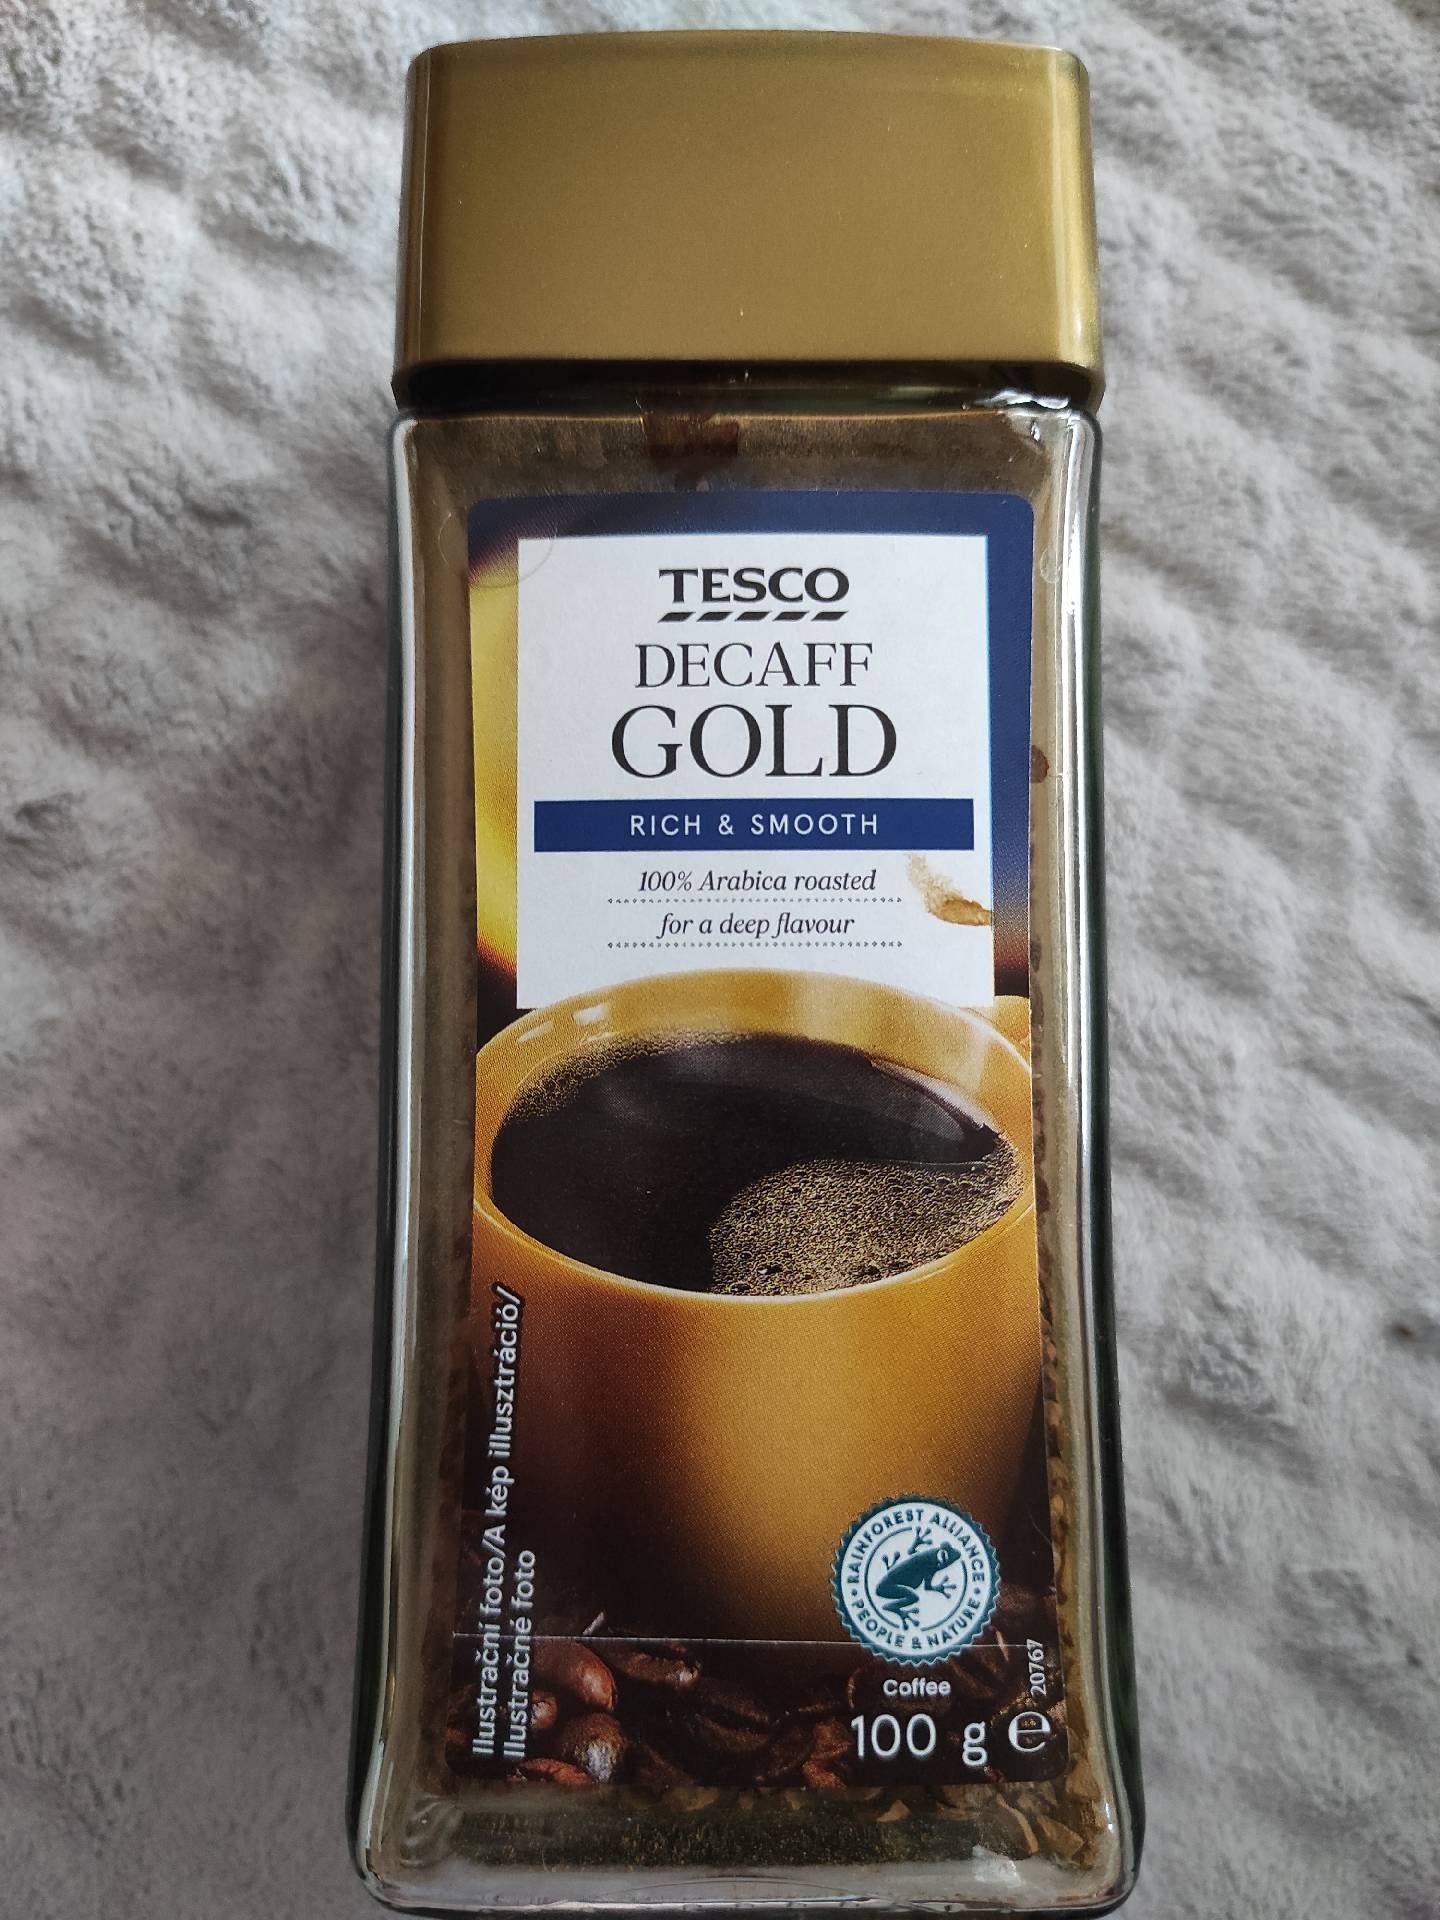 TESCO
DECAFF
GOLD
RICH & SMOOTH
100% Arabica roasted
for a deep flavour
Ilustrační foto/A kép illusztráció/
Ilustračné foto
RAINFOREST ALLIANCE
PEOPLE & NATURE
Coffee
100 g ℮
20767